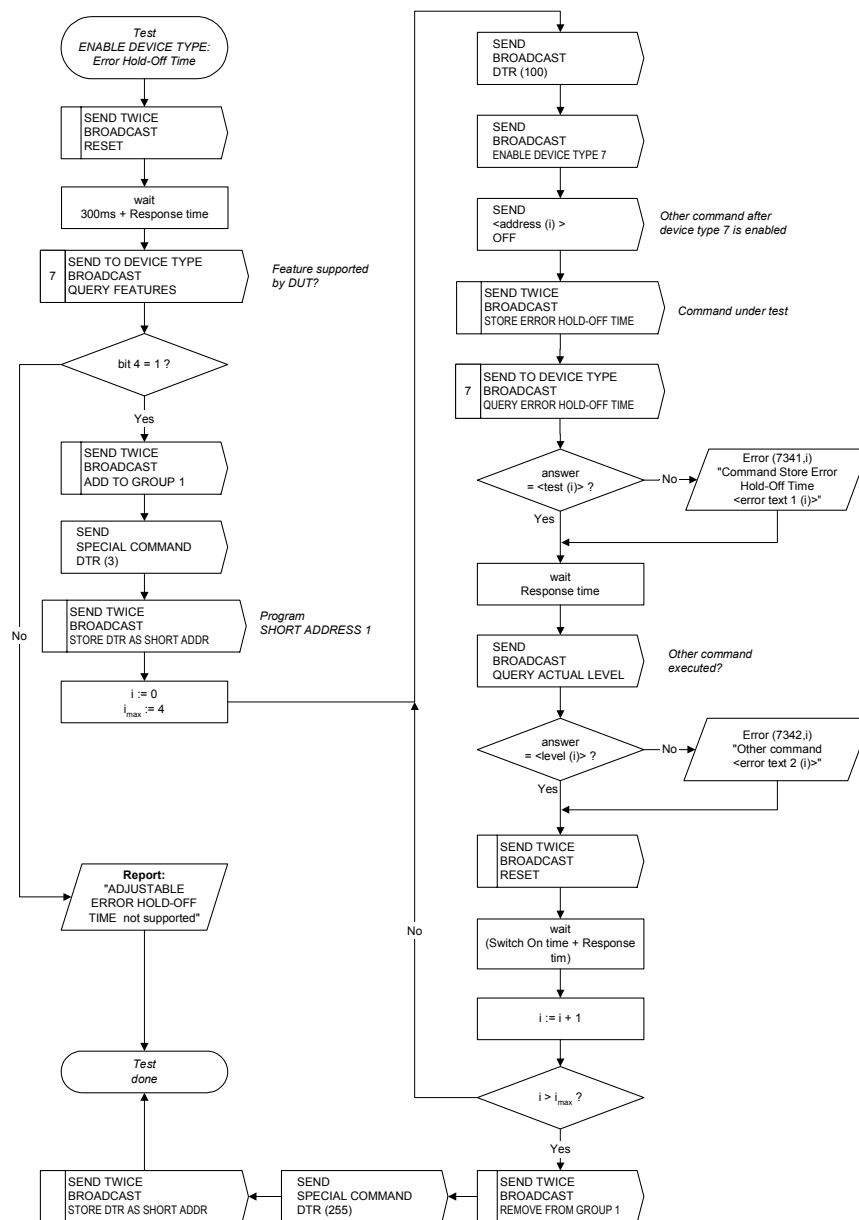 Test
ENABLE DEVICE TYPE:
Error Hold-Off Time
SEND TWICE
BROADCAST
RESET
wait
300ms + Response time
7
SEND TO DEVICE TYPE
BROADCAST
QUERY FEATURES
Feature supported
by DUT?
bit 4 = 1 ?
Yes
SEND TWICE
BROADCAST
ADD TO GROUP 1
SEND
SPECIAL COMMAND
DTR (3)
No
SEND TWICE
BROADCAST
STORE DTR AS SHORT ADDR
Program
SHORT ADDRESS 1
i := 0
imax := 4
Report:
"ADJUSTABLE
ERROR HOLD-OFF
TIME  not supported"
Test
done
SEND
BROADCAST
DTR (100)
SEND
BROADCAST
ENABLE DEVICE TYPE 7
SEND
<address (i) >
OFF
Other command after
device type 7 is enabled
SEND TWICE
BROADCAST
STORE ERROR HOLD-OFF TIME
Command under test
7
SEND TO DEVICE TYPE
BROADCAST
QUERY ERROR HOLD-OFF TIME
answer
= <test (i)> ?
No
Error (7341,i)
"Command Store Error
Hold-Off Time
<error text 1 (i)>"
Yes
wait
Response time
SEND
BROADCAST
QUERY ACTUAL LEVEL
Other command
executed?
answer
= <level (i)> ?
No
Error (7342,i)
"Other command
<error text 2 (i)>"
Yes
SEND TWICE
BROADCAST
RESET
No
wait
(Switch On time + Response
tim)
i := i + 1
i > imax ?
Yes
SEND TWICE
BROADCAST
REMOVE FROM GROUP 1
SEND
SPECIAL COMMAND
DTR (255)
SEND TWICE
BROADCAST
STORE DTR AS SHORT ADDR